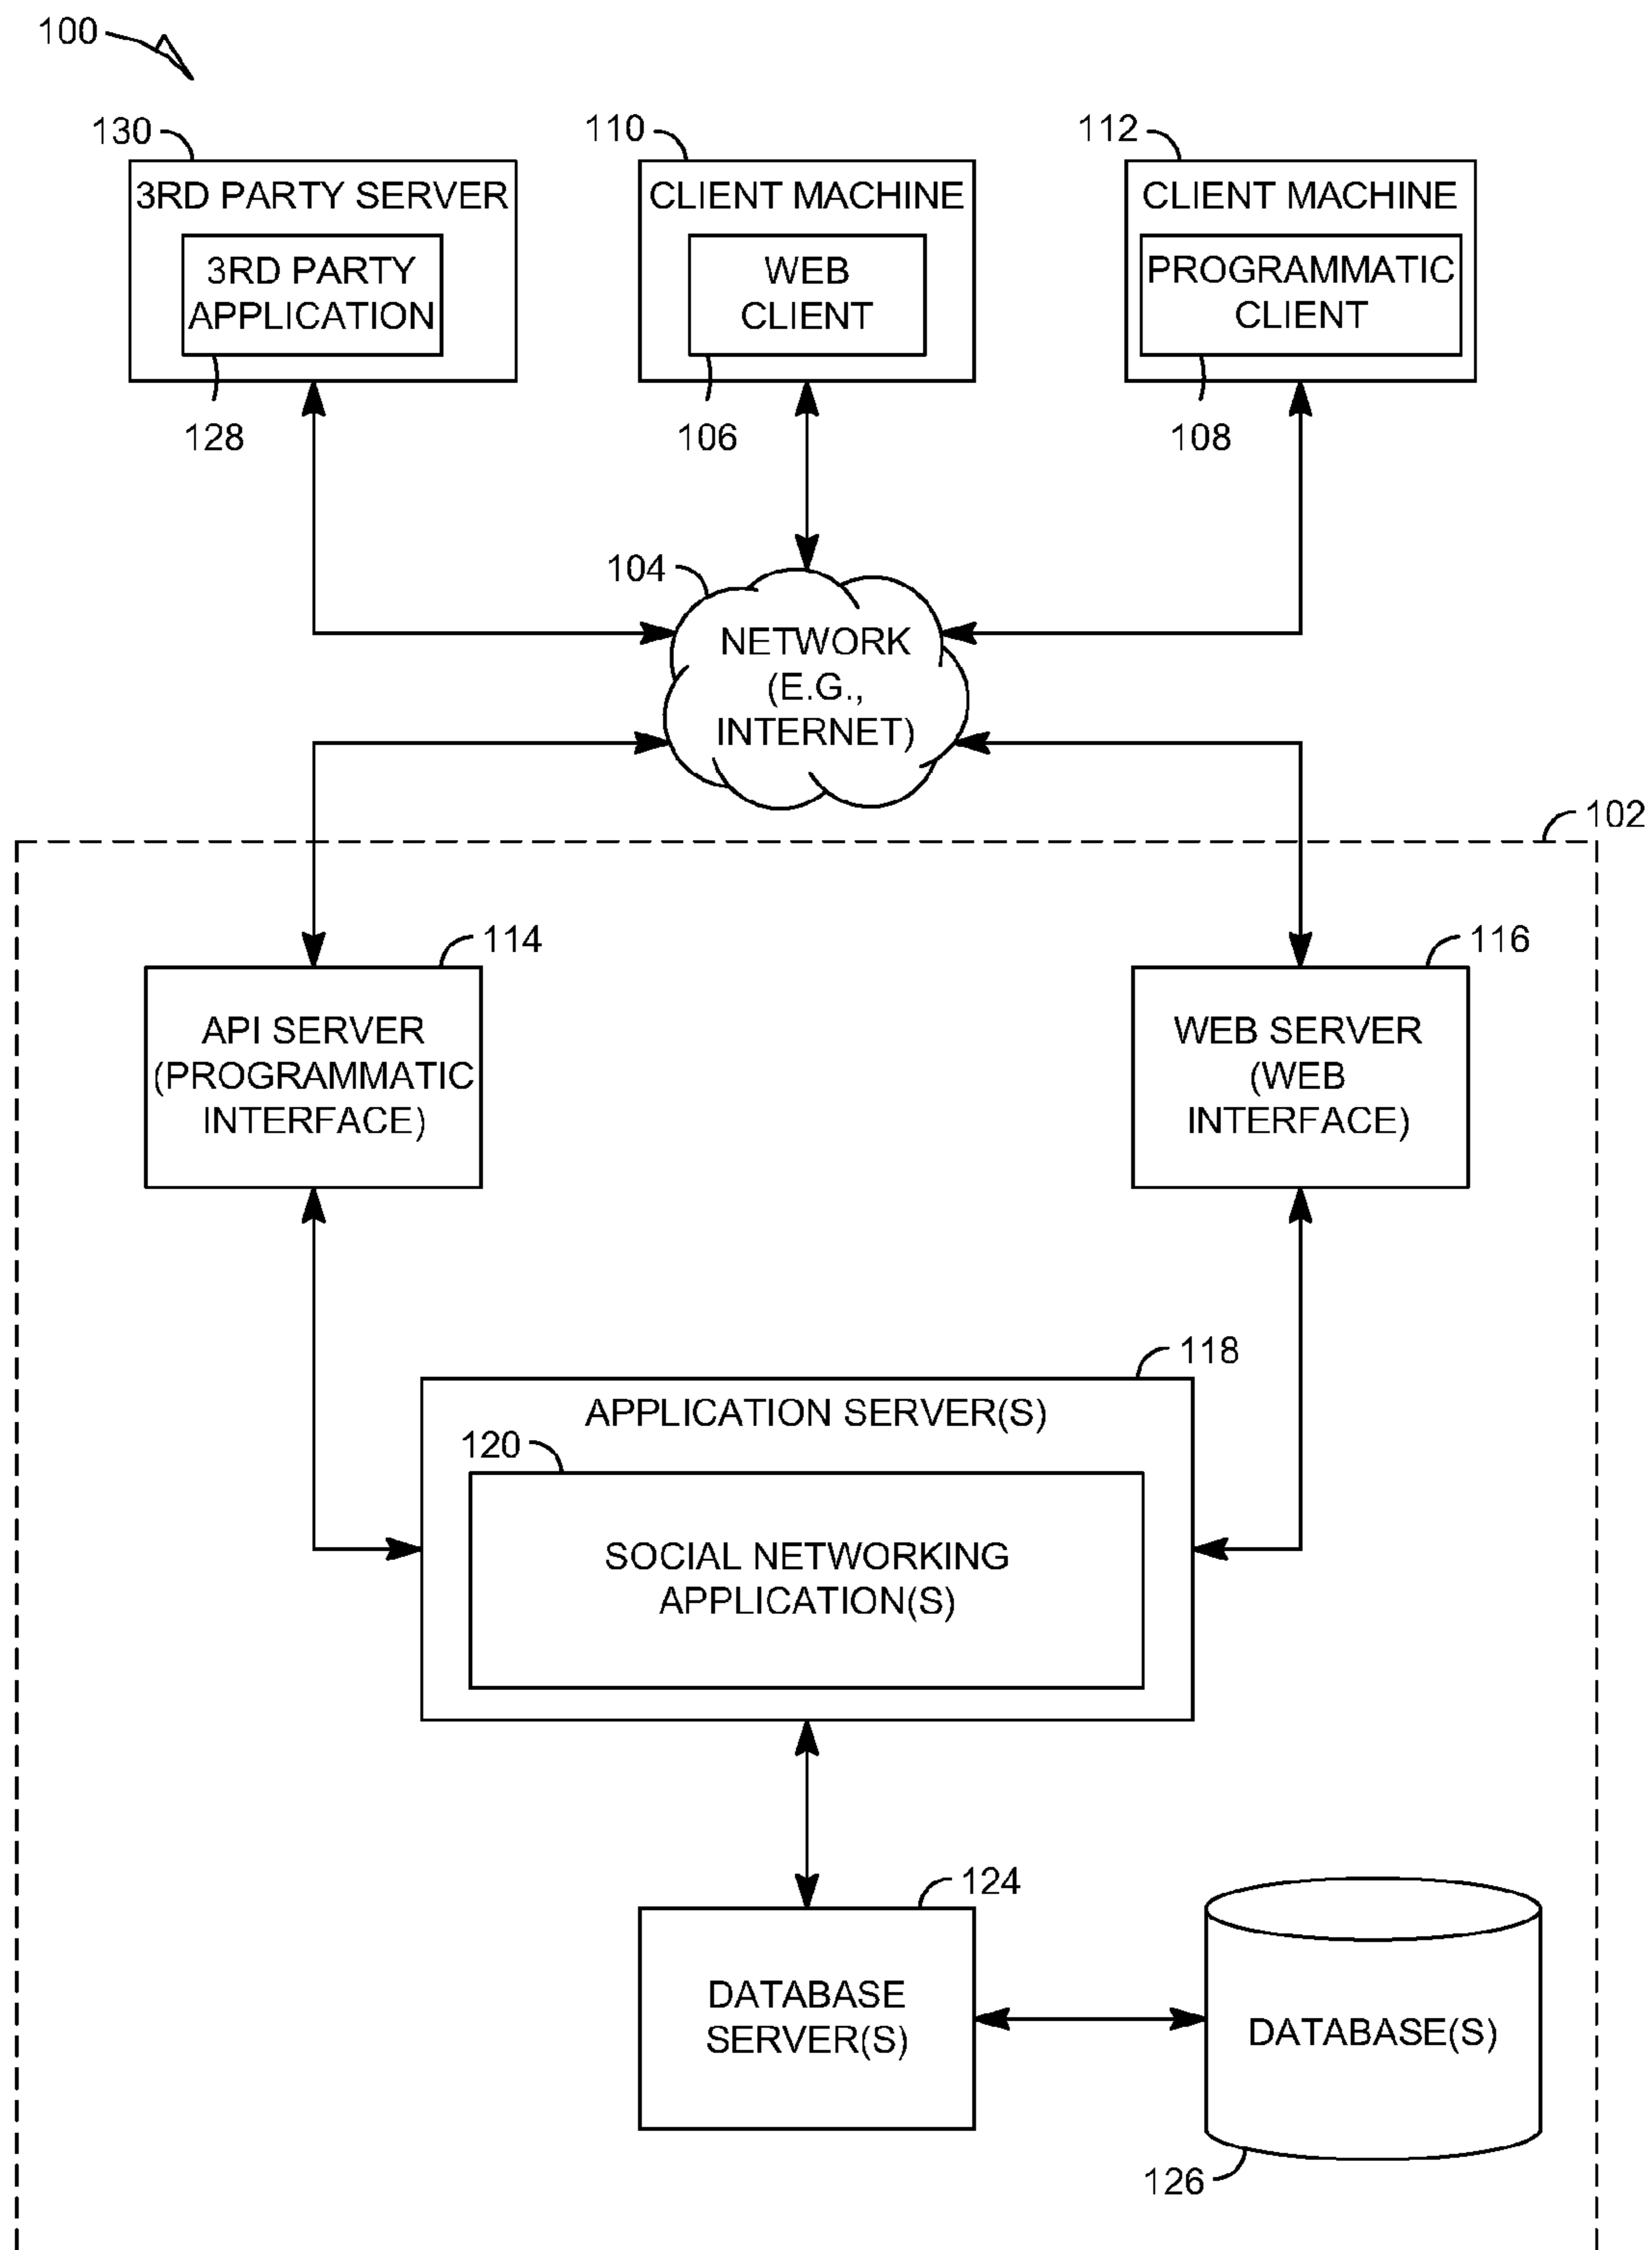 100
130
110
112
3RD PARTY SERVER
CLIENT MACHINE
CLIENT MACHINE
3RD PARTY
APPLICATION
WEB
CLIENT
PROGRAMMATIC
CLIENT
128
106
108
104
NETWORK
(E.G.,
INTERNET)
102
114
116
API SERVER
(PROGRAMMATIC
INTERFACE)
WEB SERVER
(WEB
INTERFACE)
118
APPLICATION SERVER(S)
120
SOCIAL NETWORKING
APPLICATION(S)
124
DATABASE
SERVER(S)
DATABASE(S)
126